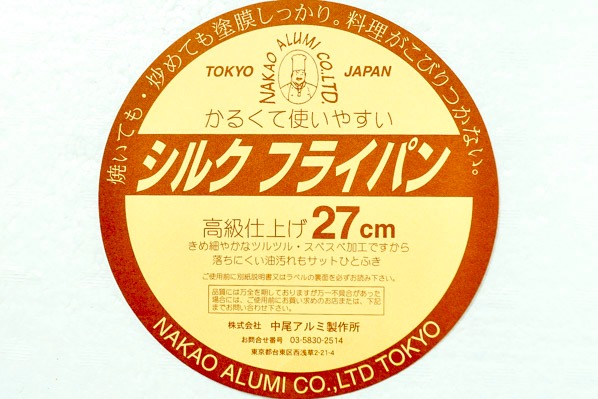 焼いても・炒めても塗膜しっかり。料理がこびりつかない。
NAKAO ALUMI CO.,LTD.
TOKYO JAPAN
かるくて使いやすい
シルク フライパン
高級仕上げ 27cm
きめ細やかなツルツル・スベスベ加工ですから
落ちにくい油汚れもサットひとふき
ご使用前に別紙説明書又はラベルの裏面を必ずお読み下さい。
品質には万全を期しておりますが万一不具合があった
場合には、ご使用前にお買い求めのお店または、下記
までお問い合わせ下さい。
株式会社 中尾アルミ製作所
お問合せ番号 03-5830-2514
東京都台東区西浅草2-21-4
NAKAO ALUMI CO.,LTD TOKYO